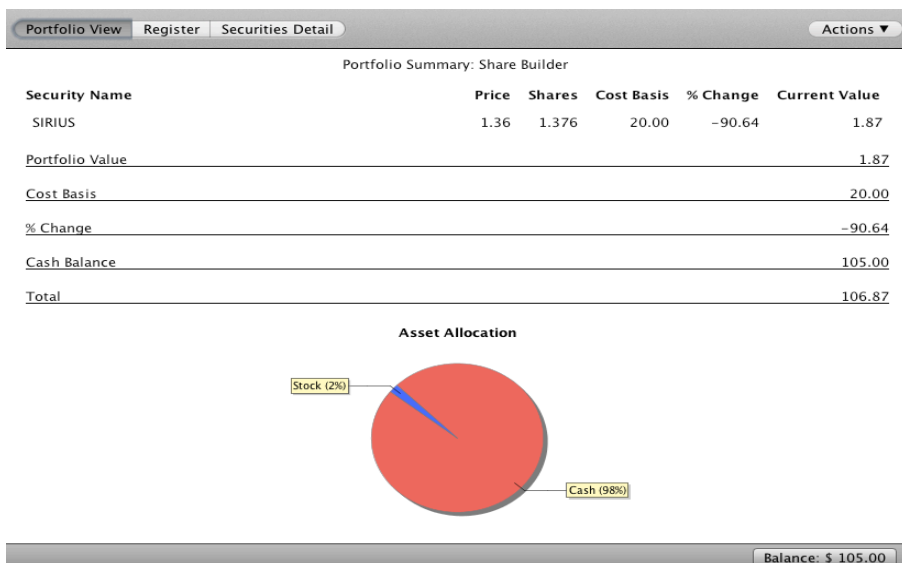 Portfolio View Register Securities Detail Actions ▼
Portfolio Summary: Share Builder
Security Name Price Shares Cost Basis % Change Current Value
SIRIUS 1.36 1.376 20.00 −90.64 1.87
Portfolio Value 1.87
Cost Basis 20.00
% Change −90.64
Cash Balance 105.00
Total 106.87
Asset Allocation
Stock (2%)
Cash (98%)
Balance: $ 105.00